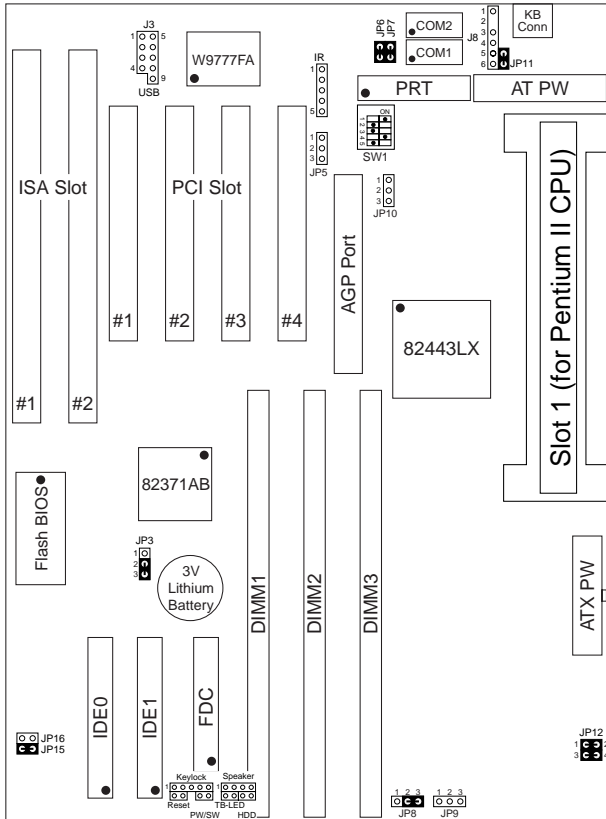 J3
1 5
4
9
USB
W9777FA
IR
1
5
JP6
JP7
COM2
COM1
J8
1
2
3
4
5
6
JP11
KB
Conn
PRT
AT PW
ON
1
2
3
4
5
SW1
1
2
3
JP5
1
2
3
JP10
ISA Slot
PCI Slot
AGP Port
Slot 1 (for Pentium II CPU)
#1
#2
#3
#4
82443LX
#1
#2
Flash BIOS
82371AB
JP3
1
2
3
3V
Lithium
Battery
DIMM1
DIMM2
DIMM3
ATX PW
IDE0
IDE1
FDC
JP16
JP15
JP12
1 2
3 4
Keylock
Speaker
1
1
Reset
TB-LED
PW/SW
HDD
1 2 3
JP8
1 2 3
JP9